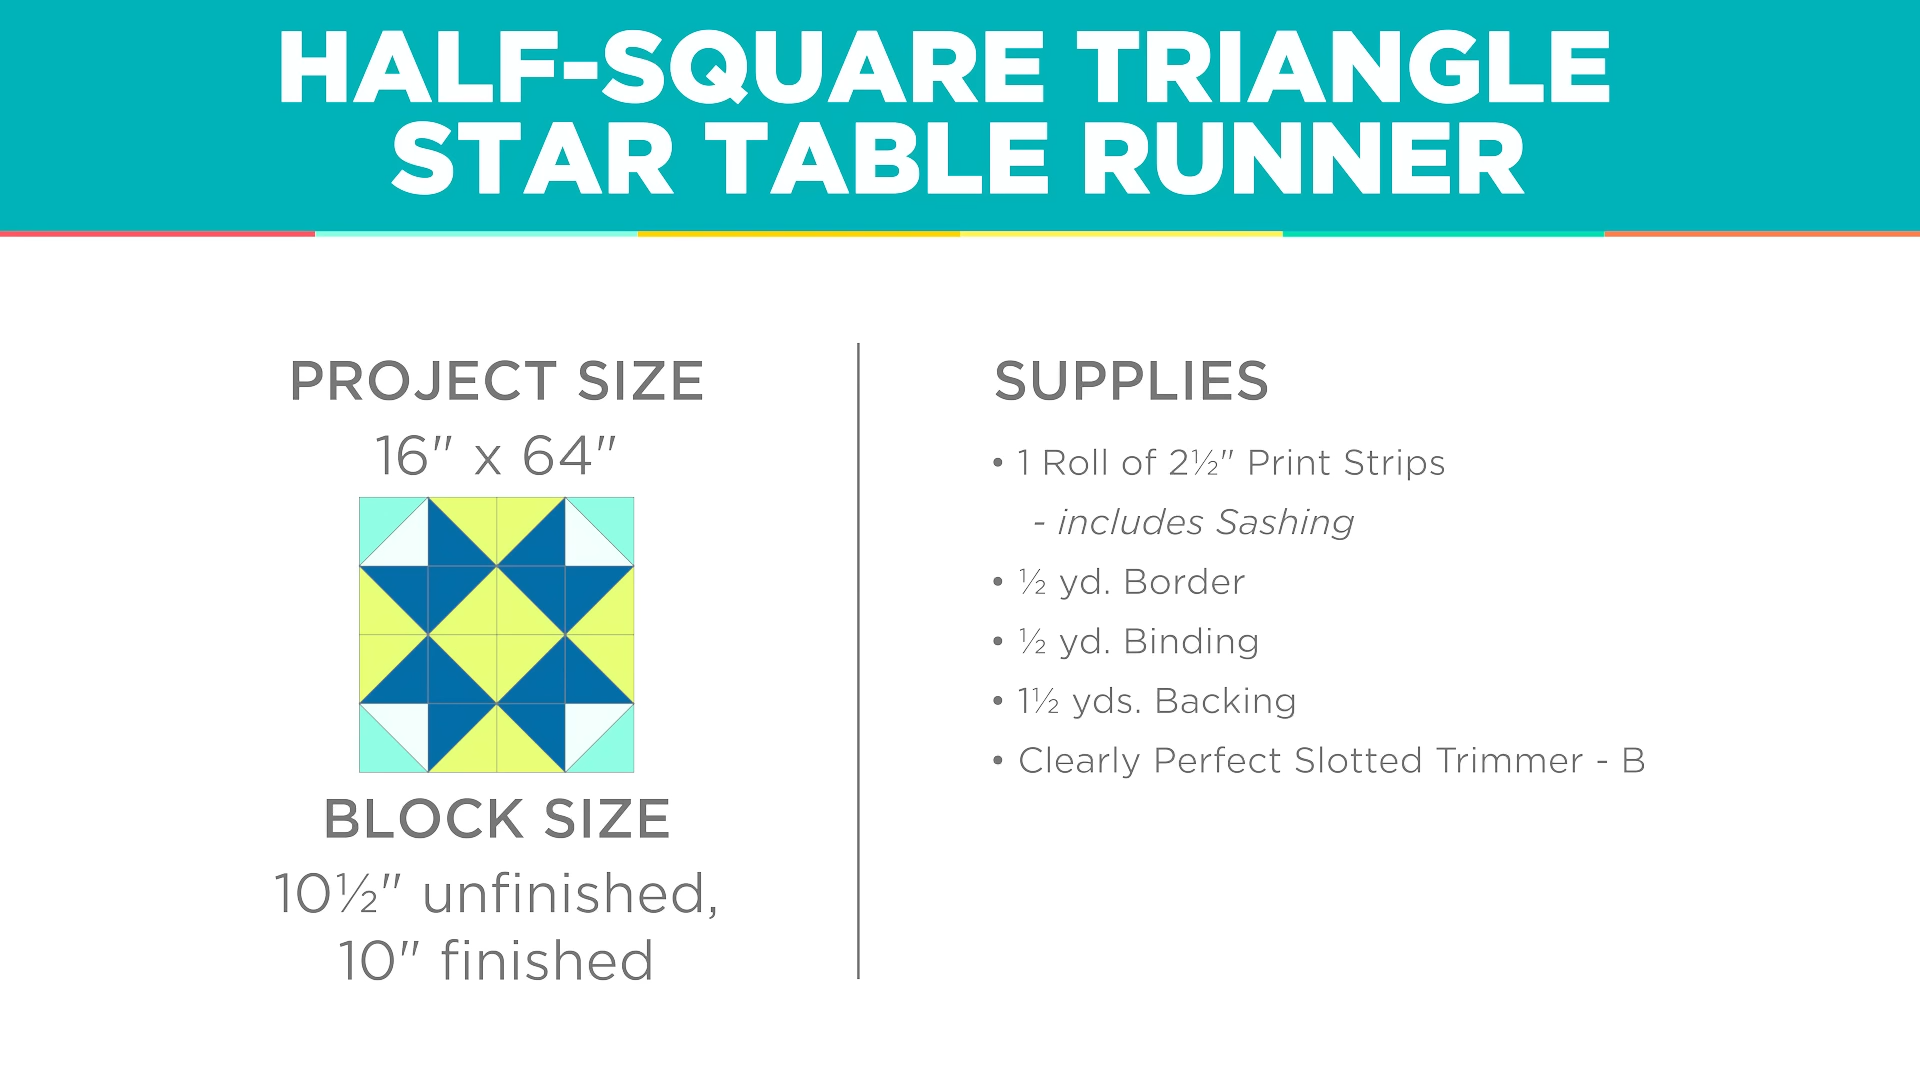 HALF-SQUARE TRIANGLE
STAR TABLE RUNNER
PROJECT SIZE
16" x 64"
BLOCK SIZE
10½" unfinished,
10" finished
SUPPLIES
• 1 Roll of 2½" Print Strips
- includes Sashing
• ½ yd. Border
• ½ yd. Binding
• 1½ yds. Backing
• Clearly Perfect Slotted Trimmer - B